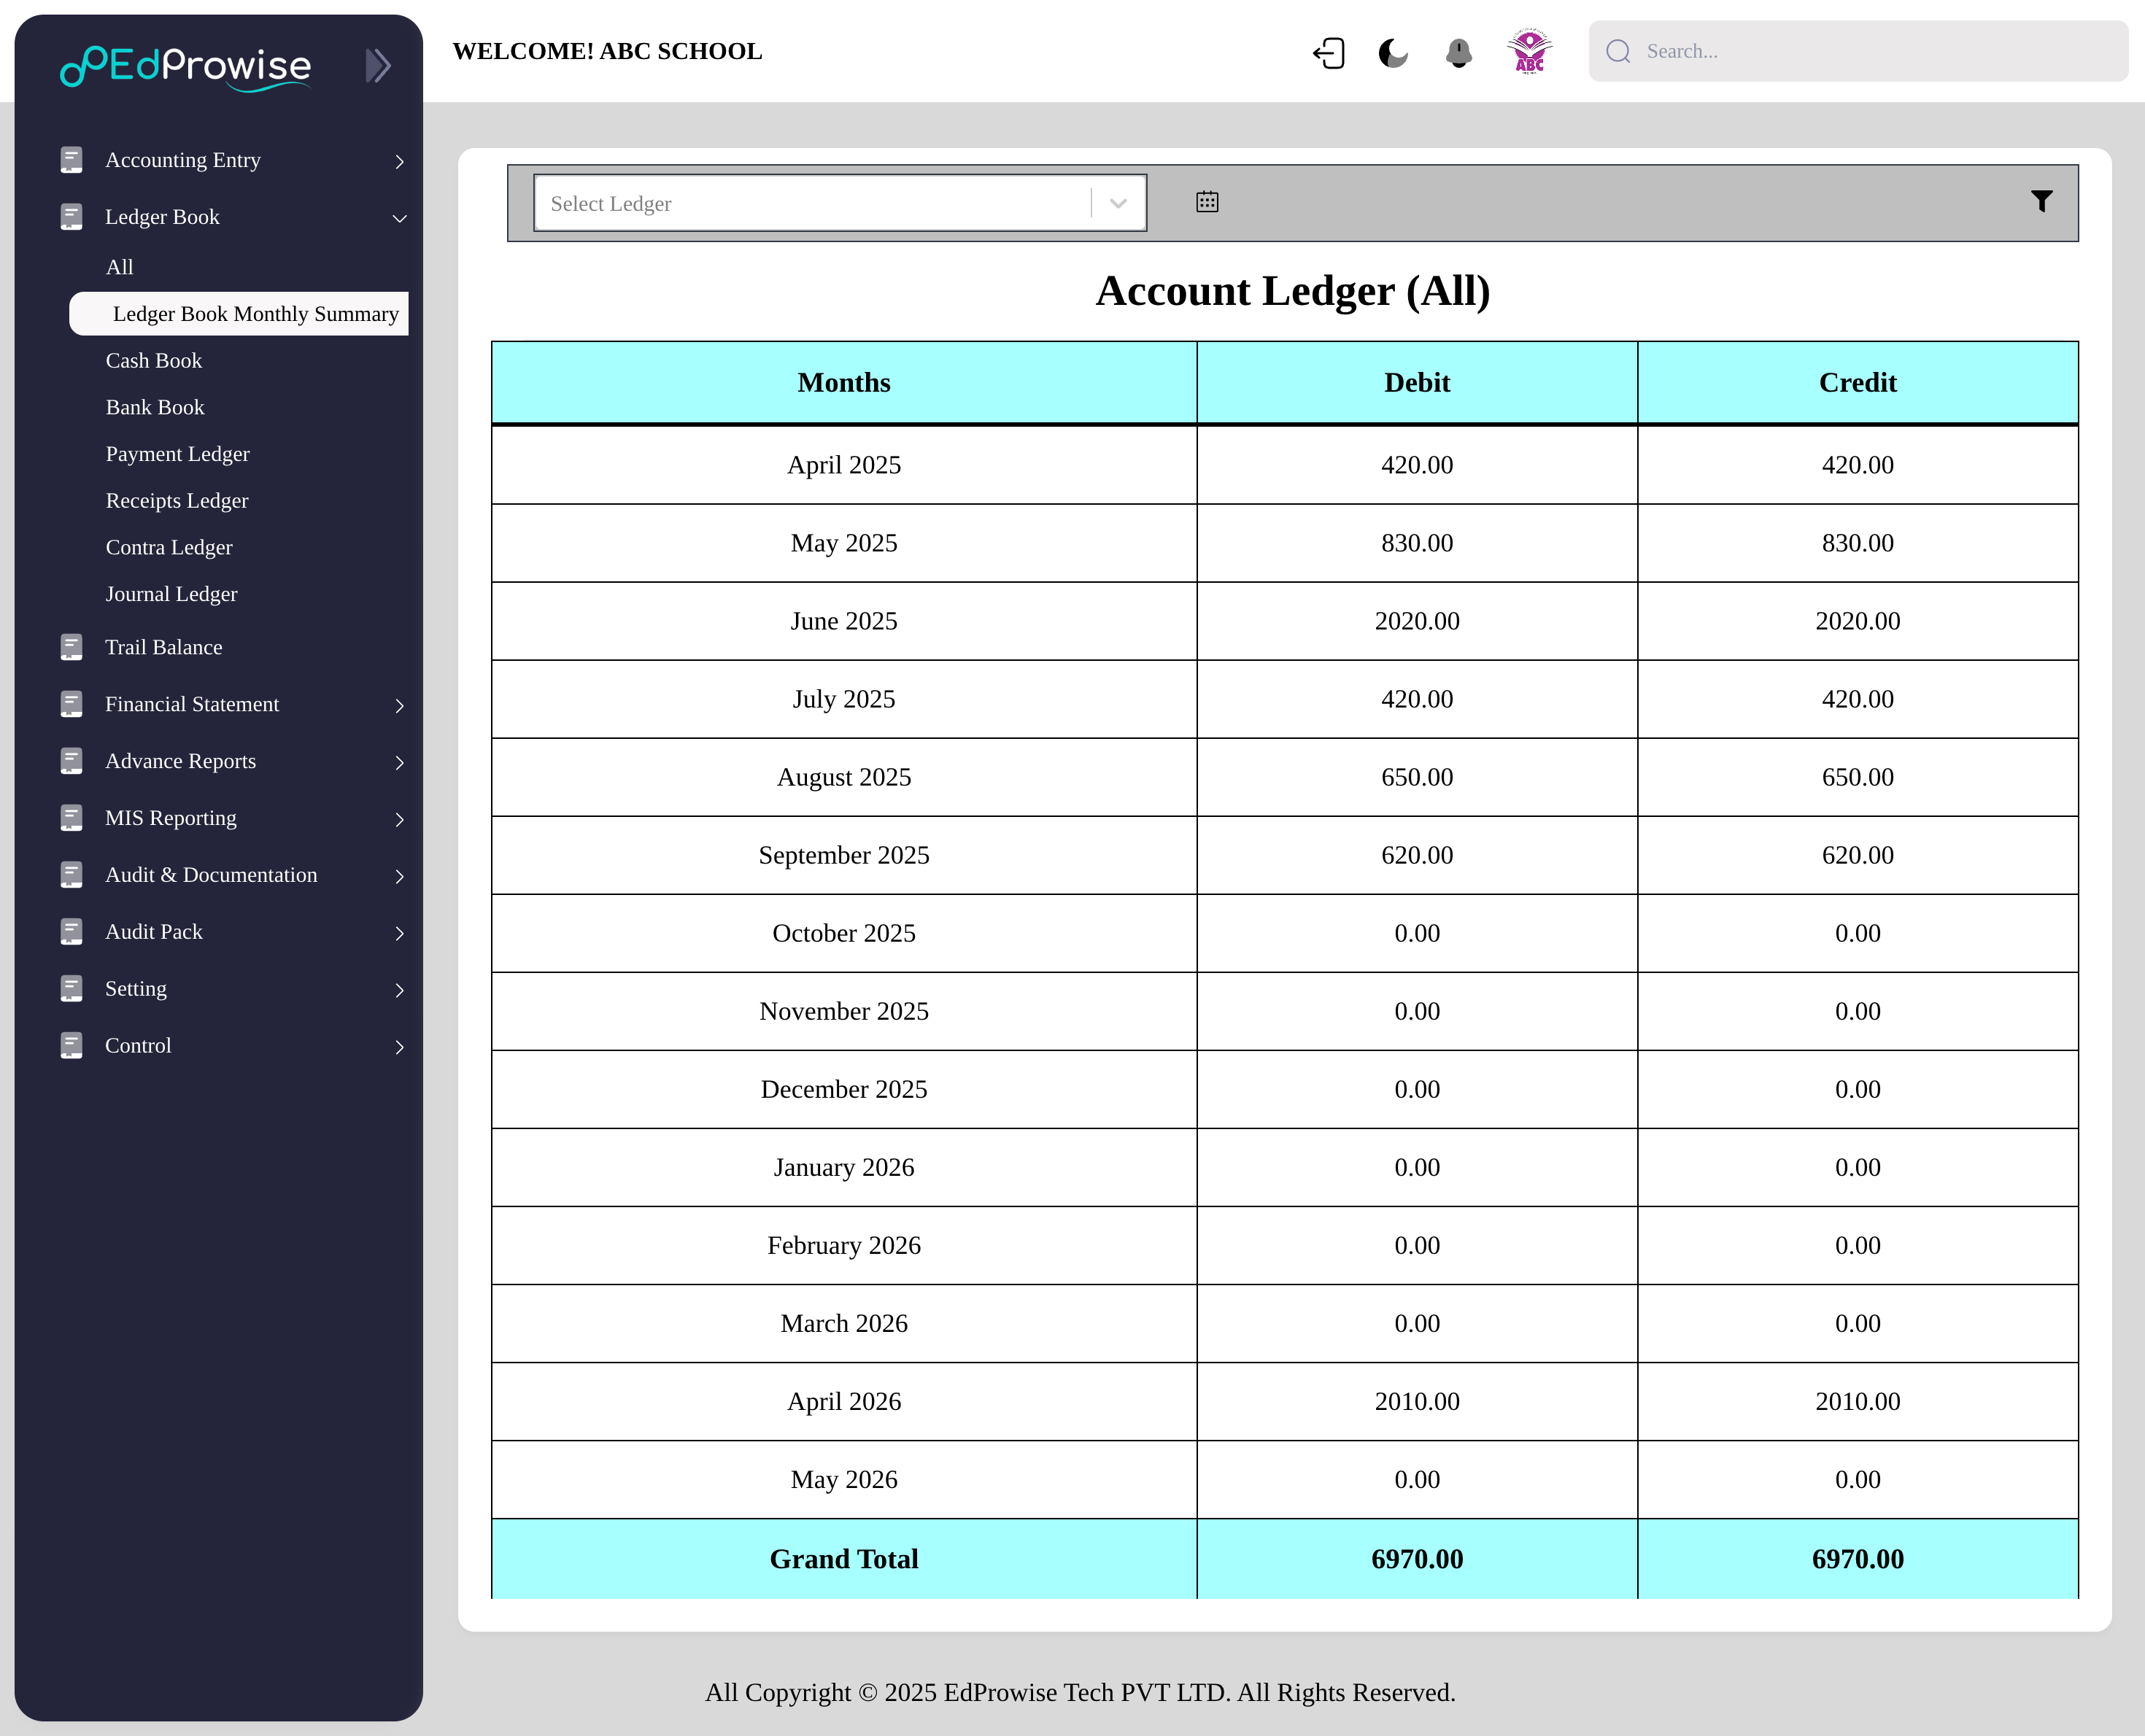 EdProwise
WELCOME! ABC SCHOOL
ABC
Search...
Accounting Entry
Ledger Book
All
Ledger Book Monthly Summary
Cash Book
Bank Book
Payment Ledger
Receipts Ledger
Contra Ledger
Journal Ledger
Trail Balance
Financial Statement
Advance Reports
MIS Reporting
Audit & Documentation
Audit Pack
Setting
Control
Select Ledger
Account Ledger (All)
Months Debit Credit
April 2025 420.00 420.00
May 2025 830.00 830.00
June 2025 2020.00 2020.00
July 2025 420.00 420.00
August 2025 650.00 650.00
September 2025 620.00 620.00
October 2025 0.00 0.00
November 2025 0.00 0.00
December 2025 0.00 0.00
January 2026 0.00 0.00
February 2026 0.00 0.00
March 2026 0.00 0.00
April 2026 2010.00 2010.00
May 2026 0.00 0.00
Grand Total 6970.00 6970.00
All Copyright © 2025 EdProwise Tech PVT LTD. All Rights Reserved.